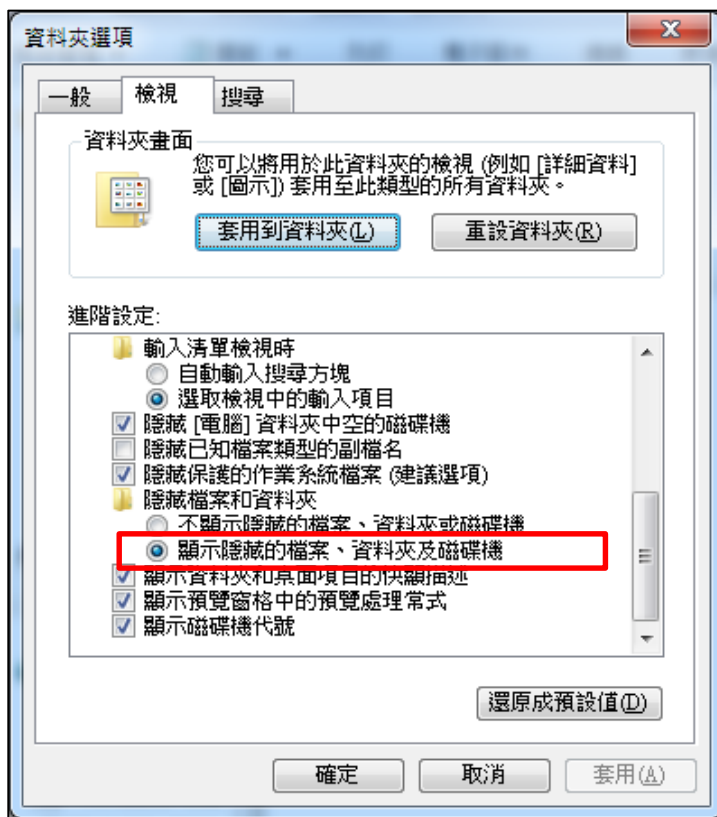 資料夾選項
一般 檢視 搜尋
資料夾畫面
您可以將用於此資料夾的檢視 (例如 [詳細資料]
或 [圖示]) 套用至此類型的所有資料夾。
套用到資料夾(L) 重設資料夾(R)
進階設定:
輸入清單檢視時
自動輸入搜尋方塊
選取檢視中的輸入項目
隱藏 [電腦] 資料夾中空的磁碟機
隱藏已知檔案類型的副檔名
隱藏保護的作業系統檔案 (建議選項)
隱藏檔案和資料夾
不顯示隱藏的檔案、資料夾或磁碟機
顯示隱藏的檔案、資料夾及磁碟機
顯示資料夾和桌面項目的快顯描述
顯示預覽窗格中的預覽處理常式
顯示磁碟機代號
還原成預設值(D)
確定 取消 套用(A)